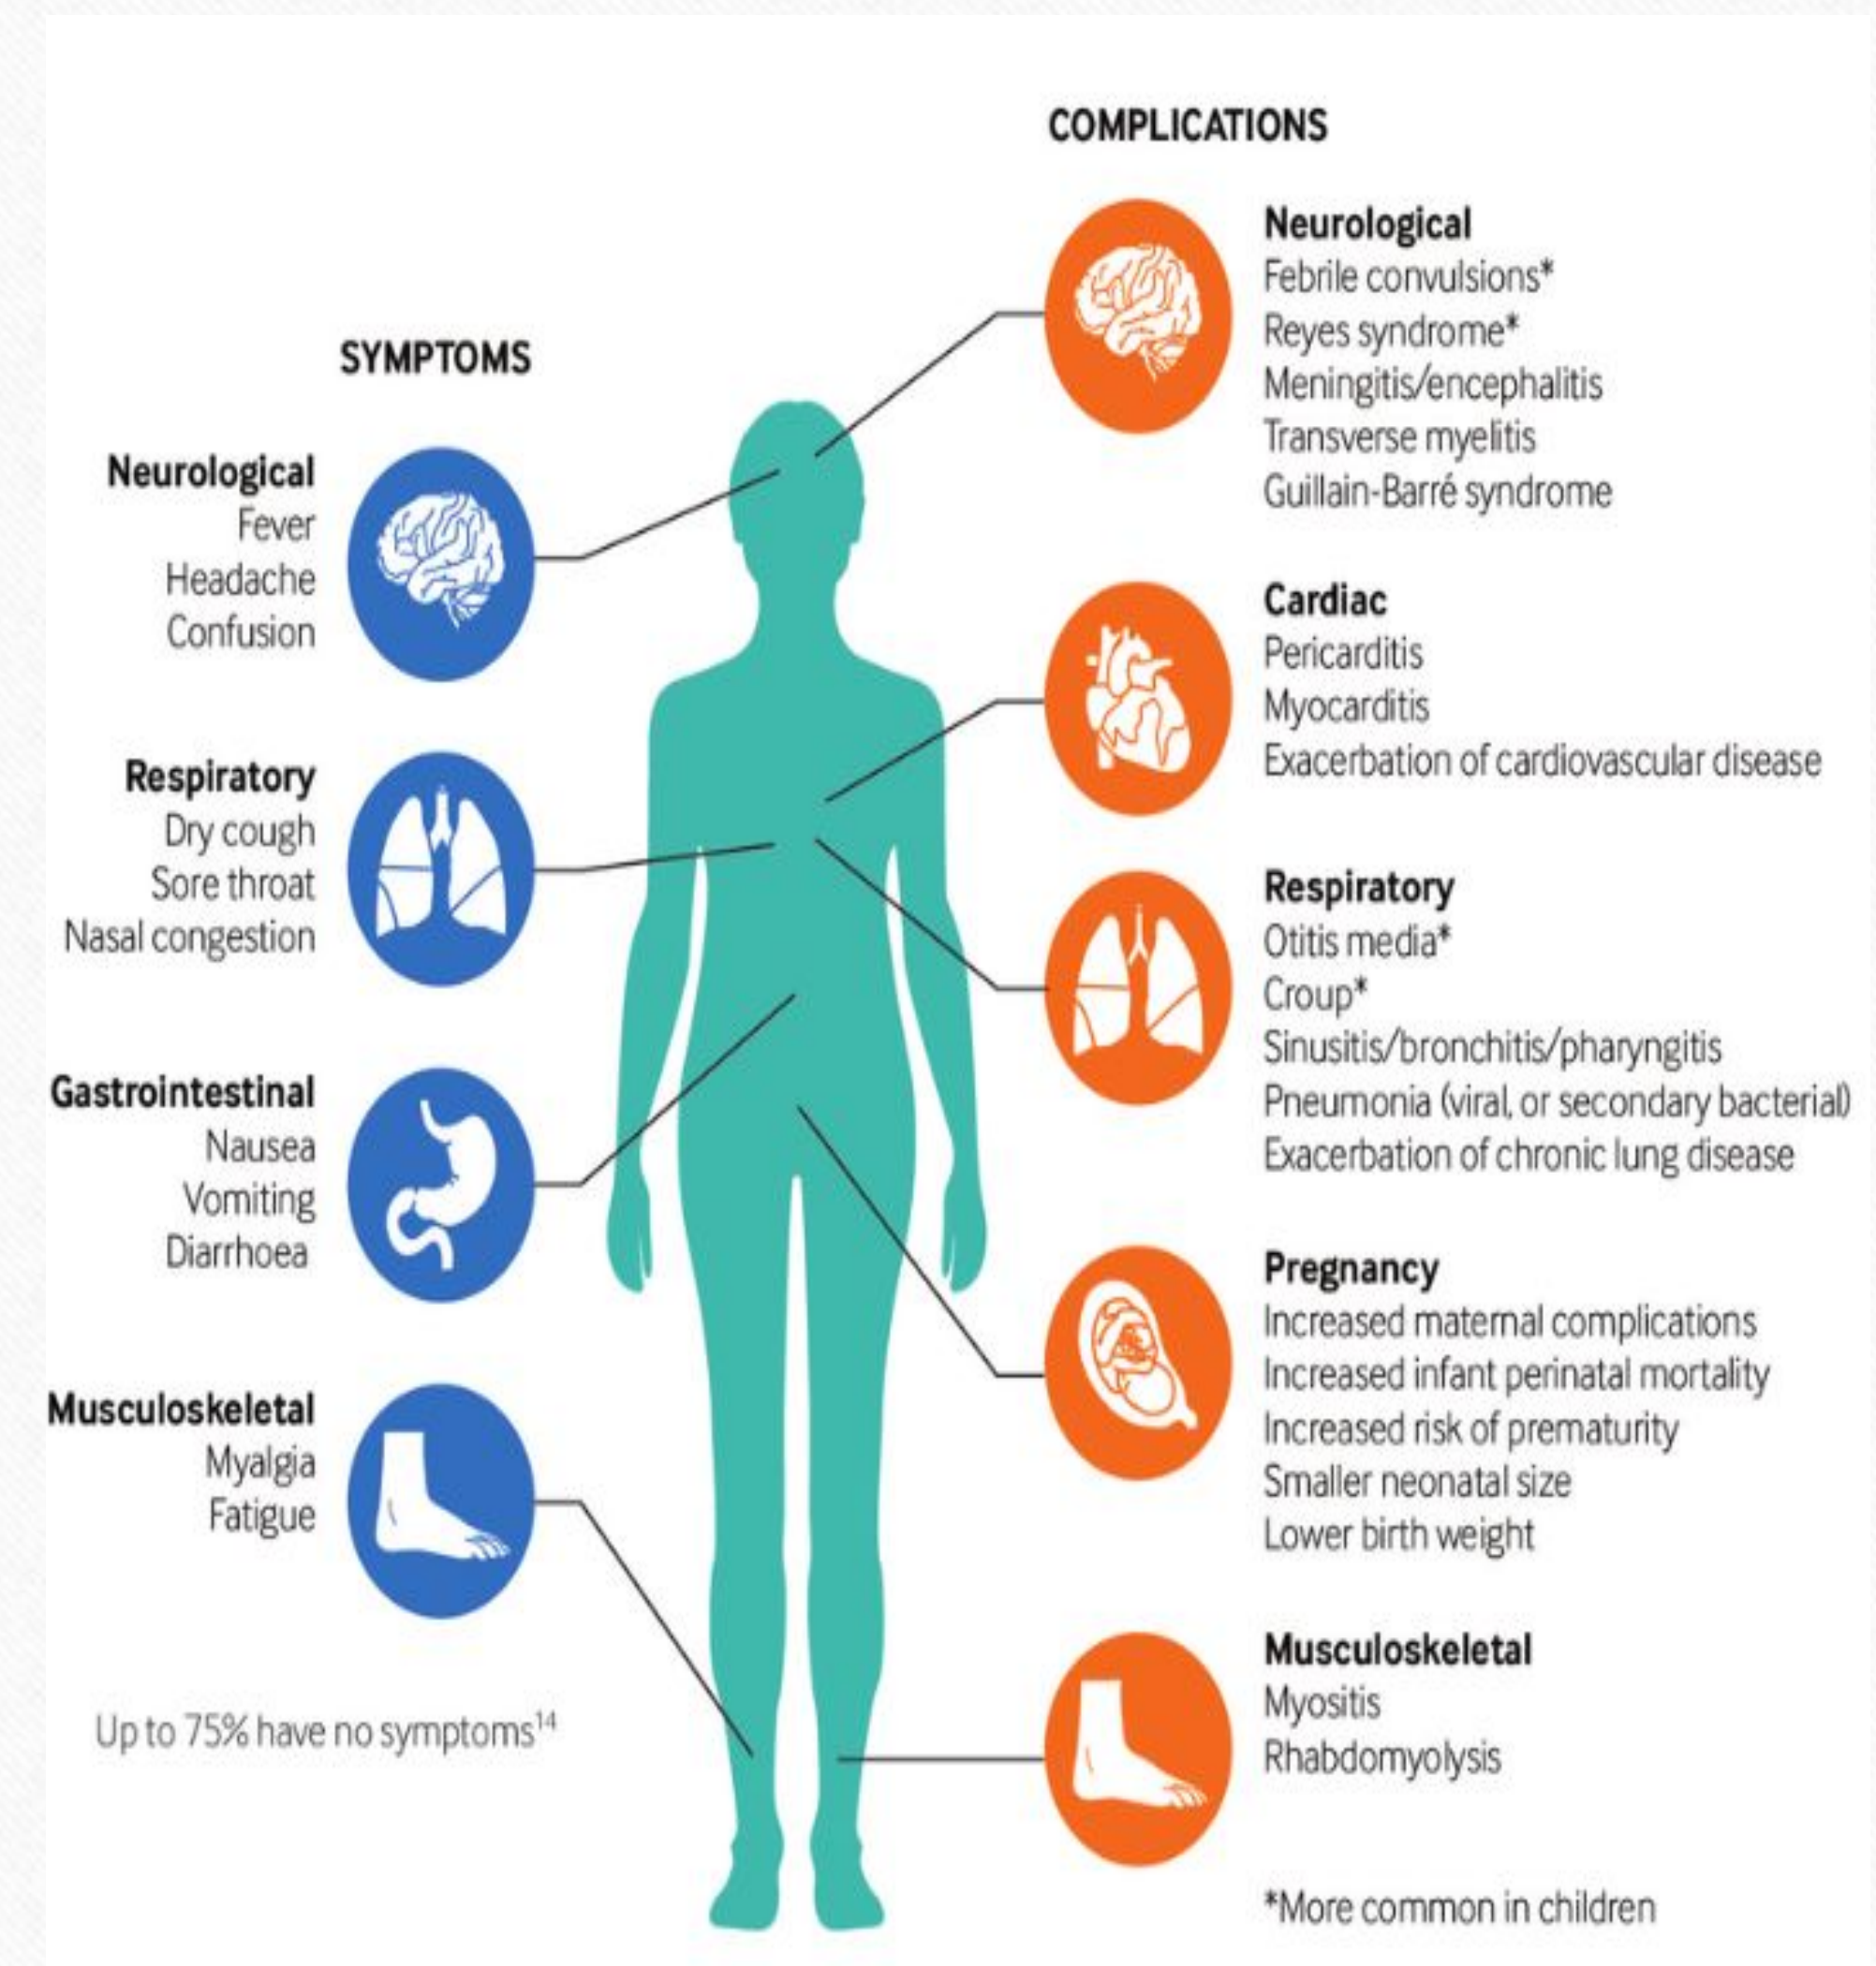 SYMPTOMS
Neurological
Fever
Headache
Confusion
Respiratory
Dry cough
Sore throat
Nasal congestion
Gastrointestinal
Nausea
Vomiting
Diarrhoea
Musculoskeletal
Myalgia
Fatigue
Up to 75% have no symptoms¹⁴
COMPLICATIONS
Neurological
Febrile convulsions*
Reyes syndrome*
Meningitis/encephalitis
Transverse myelitis
Guillain-Barré syndrome
Cardiac
Pericarditis
Myocarditis
Exacerbation of cardiovascular disease
Respiratory
Otitis media*
Croup*
Sinusitis/bronchitis/pharyngitis
Pneumonia (viral, or secondary bacterial)
Exacerbation of chronic lung disease
Pregnancy
Increased maternal complications
Increased infant perinatal mortality
Increased risk of prematurity
Smaller neonatal size
Lower birth weight
Musculoskeletal
Myositis
Rhabdomyolysis
*More common in children